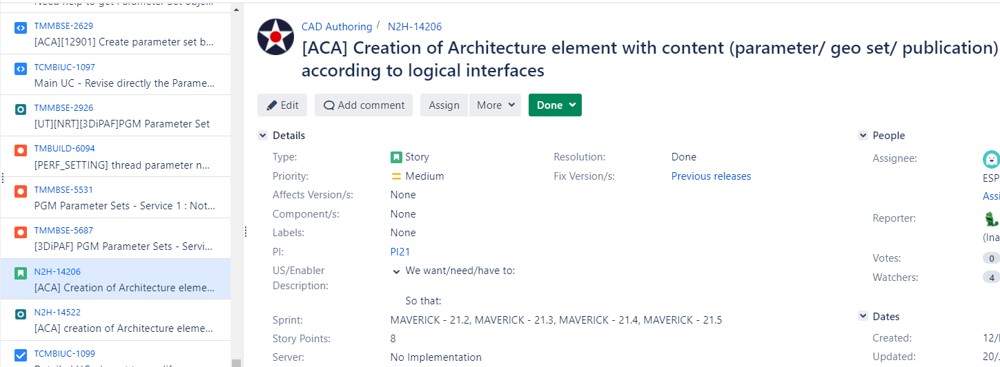 Need help to get Parameter Set obje...
TMMBSE-2629
[ACA][12901] Create parameter set b...
TCMBIUC-1097
Main UC - Revise directly the Parame...
TMMBSE-2926
[UT][NRT][3DiPAF]PGM Parameter Set
TMBUILD-6094
[PERF_SETTING] thread parameter n...
TMMBSE-5531
PGM Parameter Sets - Service 1 : Not...
TMMBSE-5687
[3DiPAF] PGM Parameter Sets - Servi...
N2H-14206
[ACA] Creation of Architecture eleme...
N2H-14522
[ACA] creation of Architecture eleme...
TCMBIUC-1099
CAD Authoring / N2H-14206
[ACA] Creation of Architecture element with content (parameter/ geo set/ publication)
according to logical interfaces
Edit Add comment Assign More Done
Details
Type: Story
Resolution: Done
Priority: Medium
Fix Version/s: Previous releases
Affects Version/s: None
Component/s: None
Labels: None
PI: PI21
US/Enabler
Description:
We want/need/have to:
So that:
Sprint: MAVERICK - 21.2, MAVERICK - 21.3, MAVERICK - 21.4, MAVERICK - 21.5
Story Points: 8
Server: No Implementation
People
Assignee:
ESP
Assi
Reporter:
(Ina
Votes: 0
Watchers: 4
Dates
Created: 12/
Updated: 20/